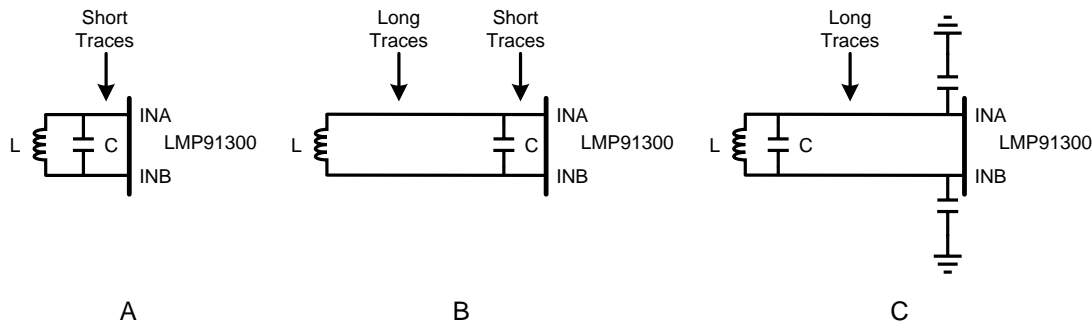 Short
Traces
Long
Traces
Short
Traces
Long
Traces
INA
L
C
LMP91300
INB
INA
L
C
LMP91300
INB
INA
L
C
LMP91300
INB
A
B
C